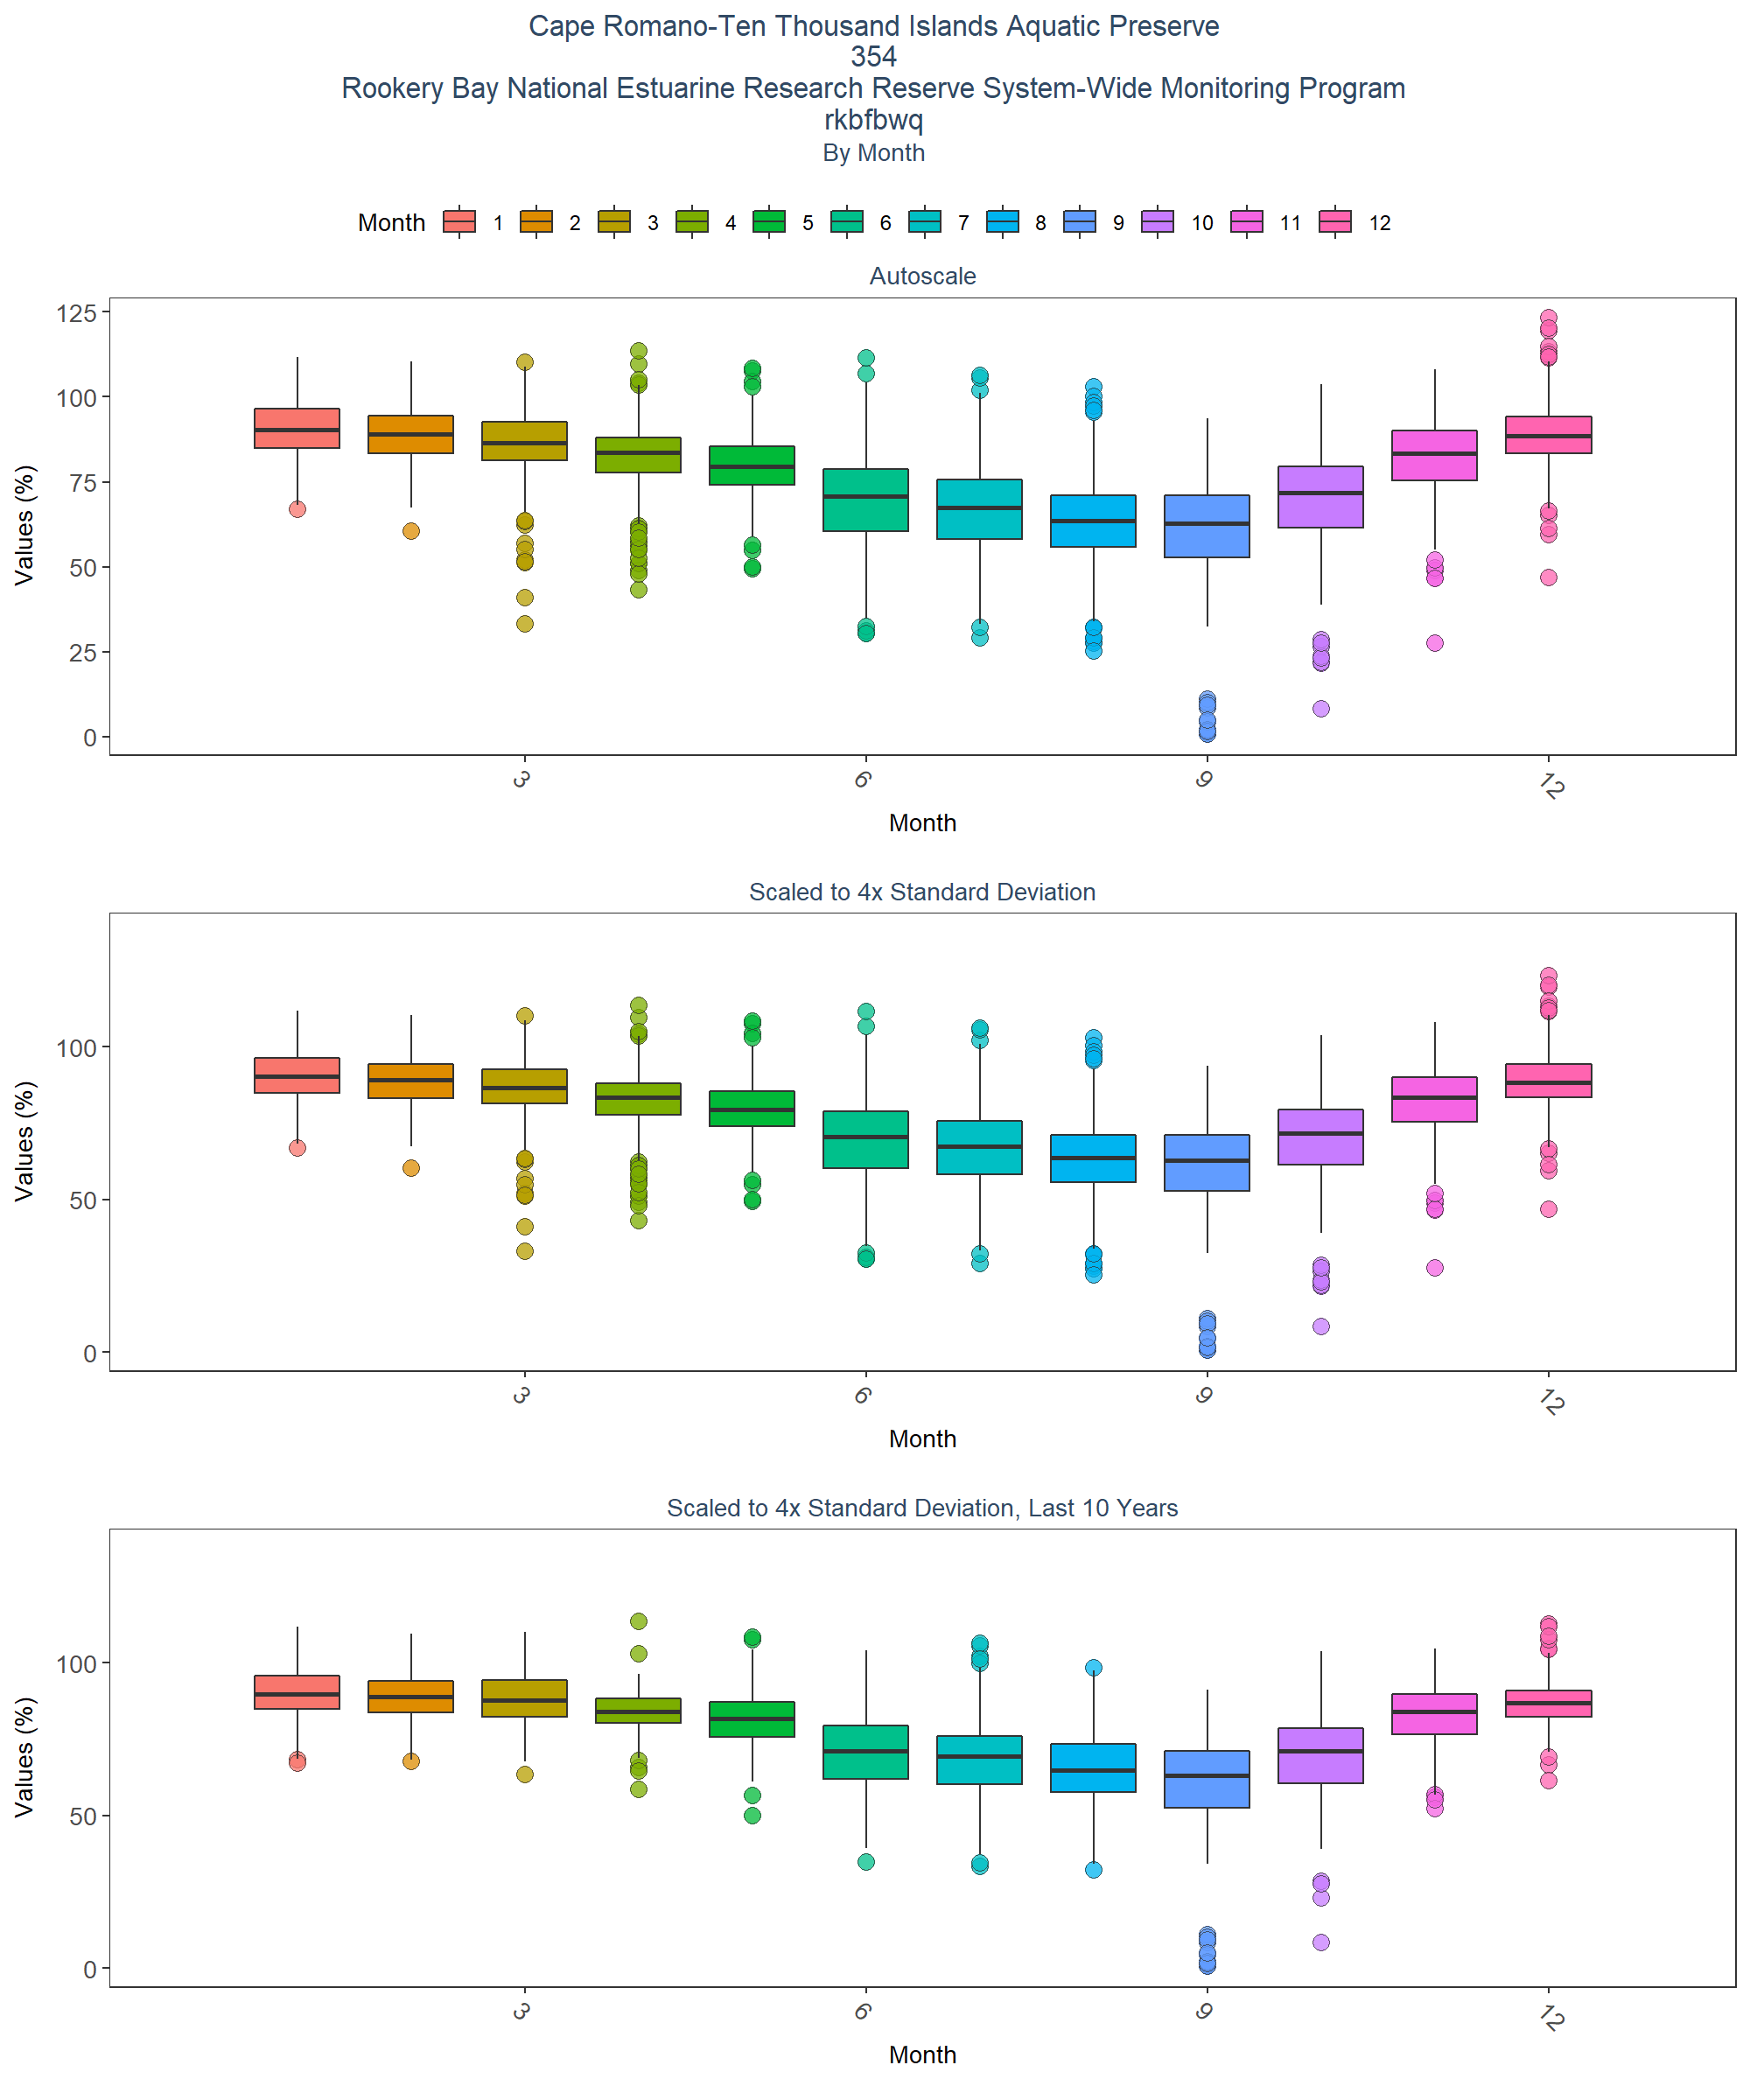 Cape Romano-Ten Thousand Islands Aquatic Preserve
354
Rookery Bay National Estuarine Research Reserve System-Wide Monitoring Program
rkbfbwq
By Month
Month 1 2 3 4 5 6 7 8 9 10 11 12
Autoscale
125
100
75
50
25
0
Values (%)
3 6 9 12
Month
Scaled to 4x Standard Deviation
100
50
0
Values (%)
3 6 9 12
Month
Scaled to 4x Standard Deviation, Last 10 Years
100
50
0
Values (%)
3 6 9 12
Month